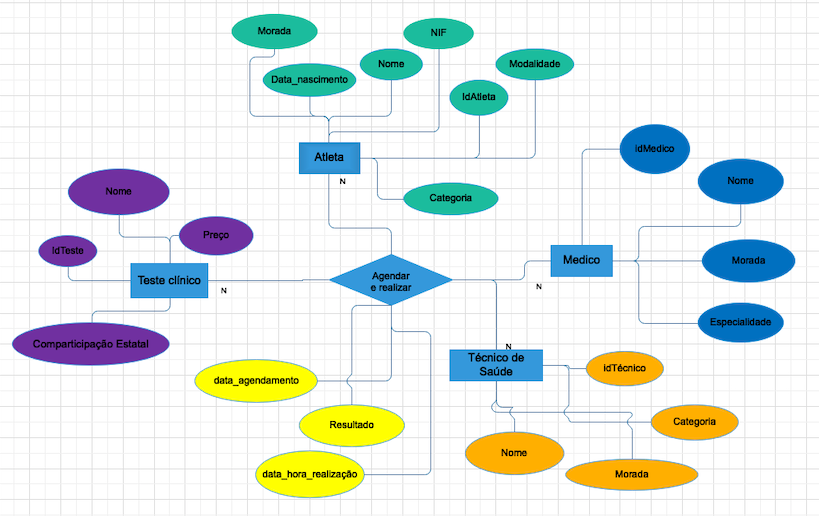 Morada
NIF
Nome
Modalidade
Data_nascimento
IdAtleta
Atleta
N
Categoria
idMedico
Nome
Morada
Especialidade
Medico
N
Nome
Preço
IdTeste
Teste clínico
N
Comparticipação Estatal
Agendar
e realizar
N
Técnico de
Saúde
idTécnico
Categoria
Nome
Morada
data_agendamento
Resultado
data_hora_realização